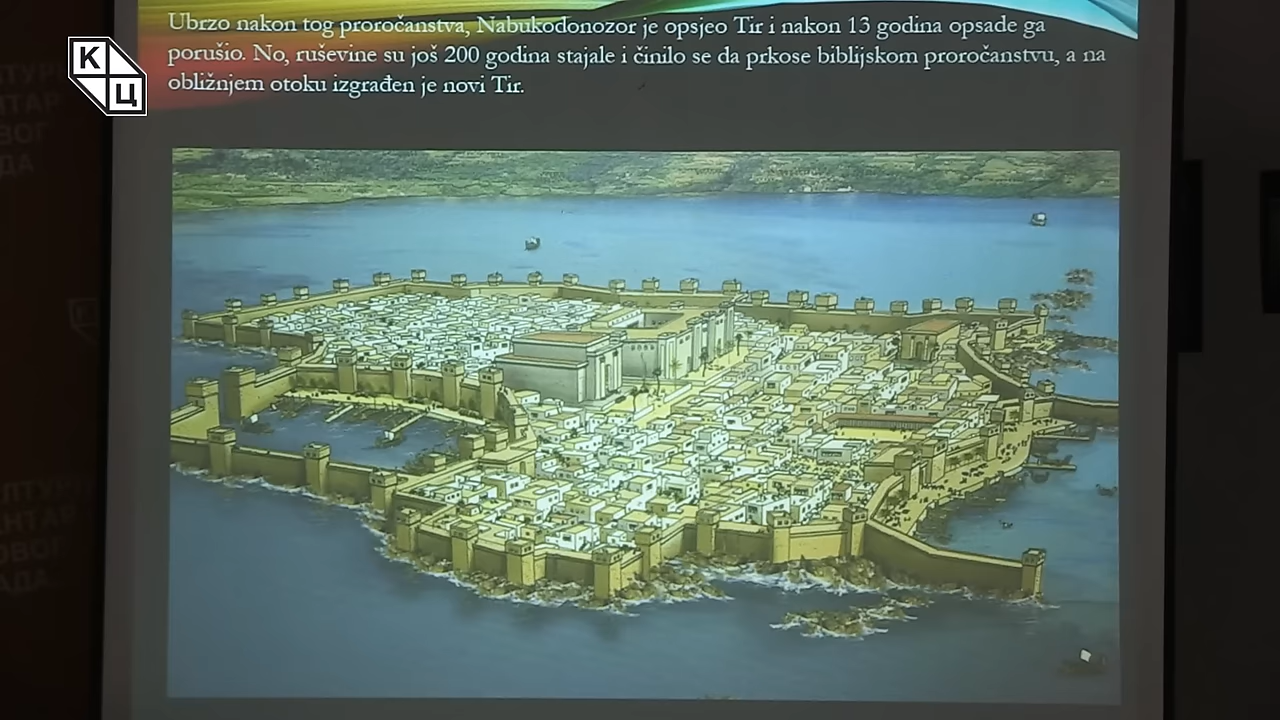 Ubrzo nakon tog proročanstva, Nabukodonozor je opsjeo Tir i nakon 13 godina opsade ga
porušio. No, ruševine su još 200 godina stajale i činilo se da prkose biblijskom proročanstvu, a na
obližnjem otoku izgrađen je novi Tir.
К
Ц